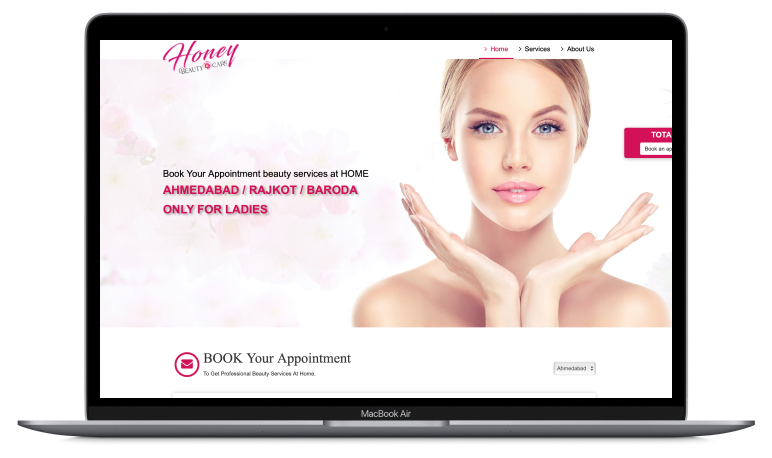 Honey
BEAUTY CARE
> Home > Services > About Us
TOTA
Book an ap
Book Your Appointment beauty services at HOME
AHMEDABAD / RAJKOT / BARODA
ONLY FOR LADIES
BOOK Your Appointment
To Get Professional Beauty Services At Home.
Ahmedabad
MacBook Air